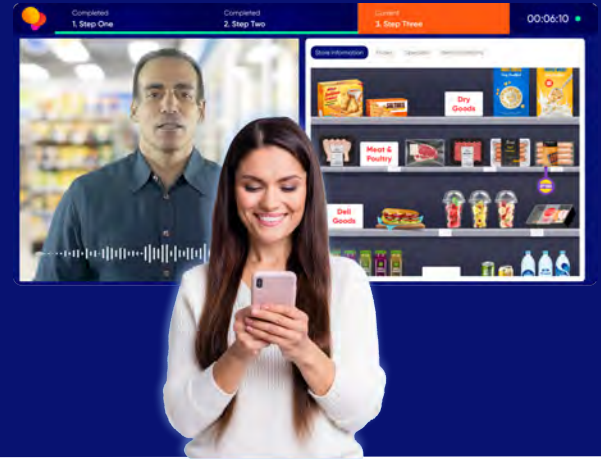 Completed
1. Step One
Completed
2. Step Two
Current
3. Step Three
00:06:10
Store Information
Dry
Goods
Meat &
Poultry
Deli
Goods